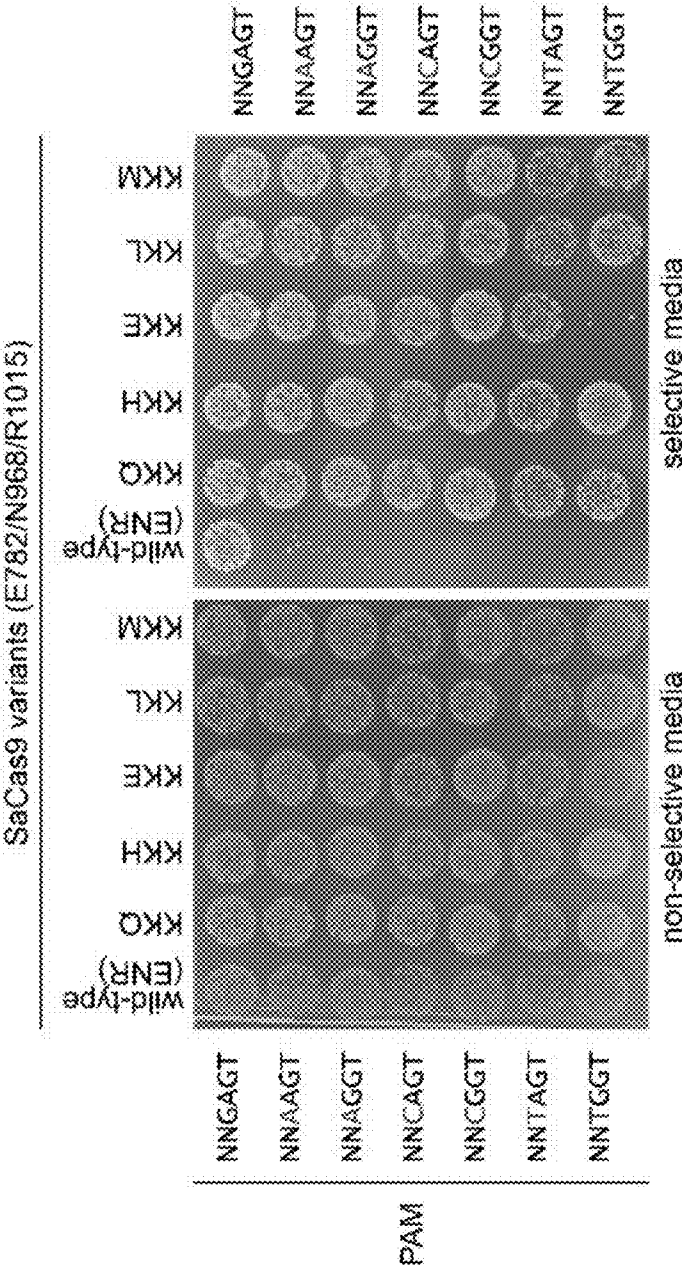 SaCas9 variants (E782/N968/R1015)
wild-type
(ENR)
KKQ
KKH
KKE
KKL
KKM
wild-type
(ENR)
KKQ
KKH
KKE
KKL
KKM
PAM
NNGAGT
NNAAGT
NNAGGT
NNCAGT
NNCGGT
NNTAGT
NNTGGT
NNGAGT
NNAAGT
NNAGGT
NNCAGT
NNCGGT
NNTAGT
NNTGGT
non-selective media
selective media